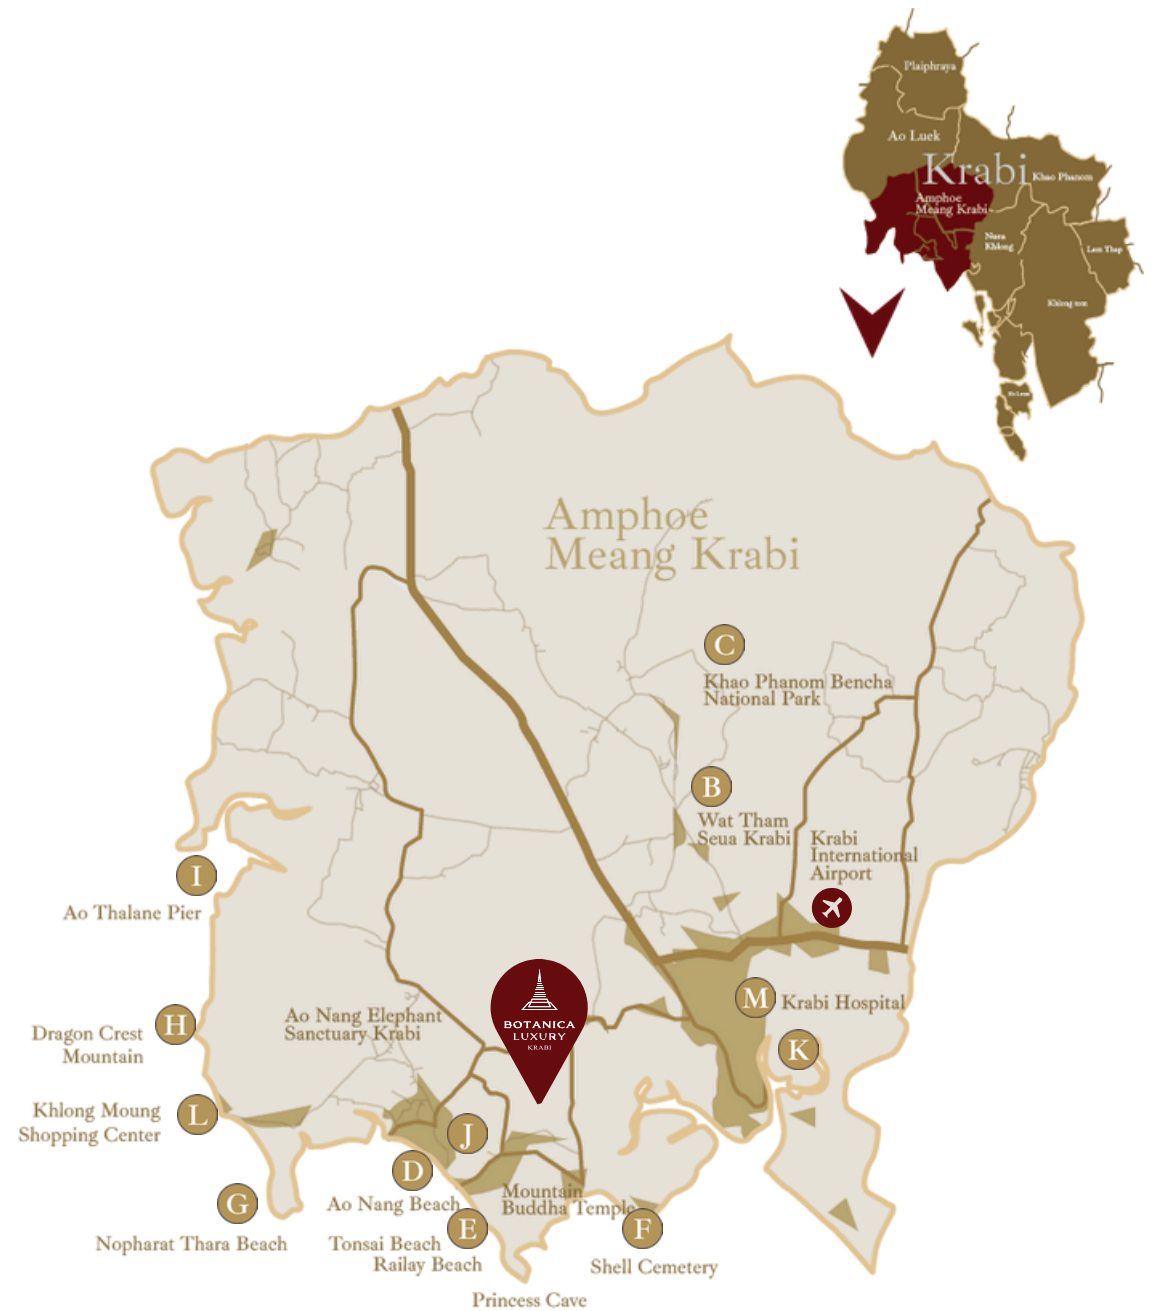 Plaiphraya
Ao Luek
Krabi
Khao Phanom
Amphoe
Meang Krabi
Nuea
Khlong
Lam Thap
Khlong tom
Amphoe
Meang Krabi
C
Khao Phanom Bencha
National Park
B
Wat Tham
Seua Krabi
Krabi
International
Airport
I
Ao Thalane Pier
M
Krabi Hospital
BOTANICA
LUXURY
KRABI
Ao Nang Elephant
Sanctuary Krabi
H
Dragon Crest
Mountain
K
L
Khlong Moung
Shopping Center
J
D
Ao Nang Beach
Mountain
Buddha Temple
G
Nopharat Thara Beach
E
Tonsai Beach
Railay Beach
F
Shell Cemetery
Princess Cave